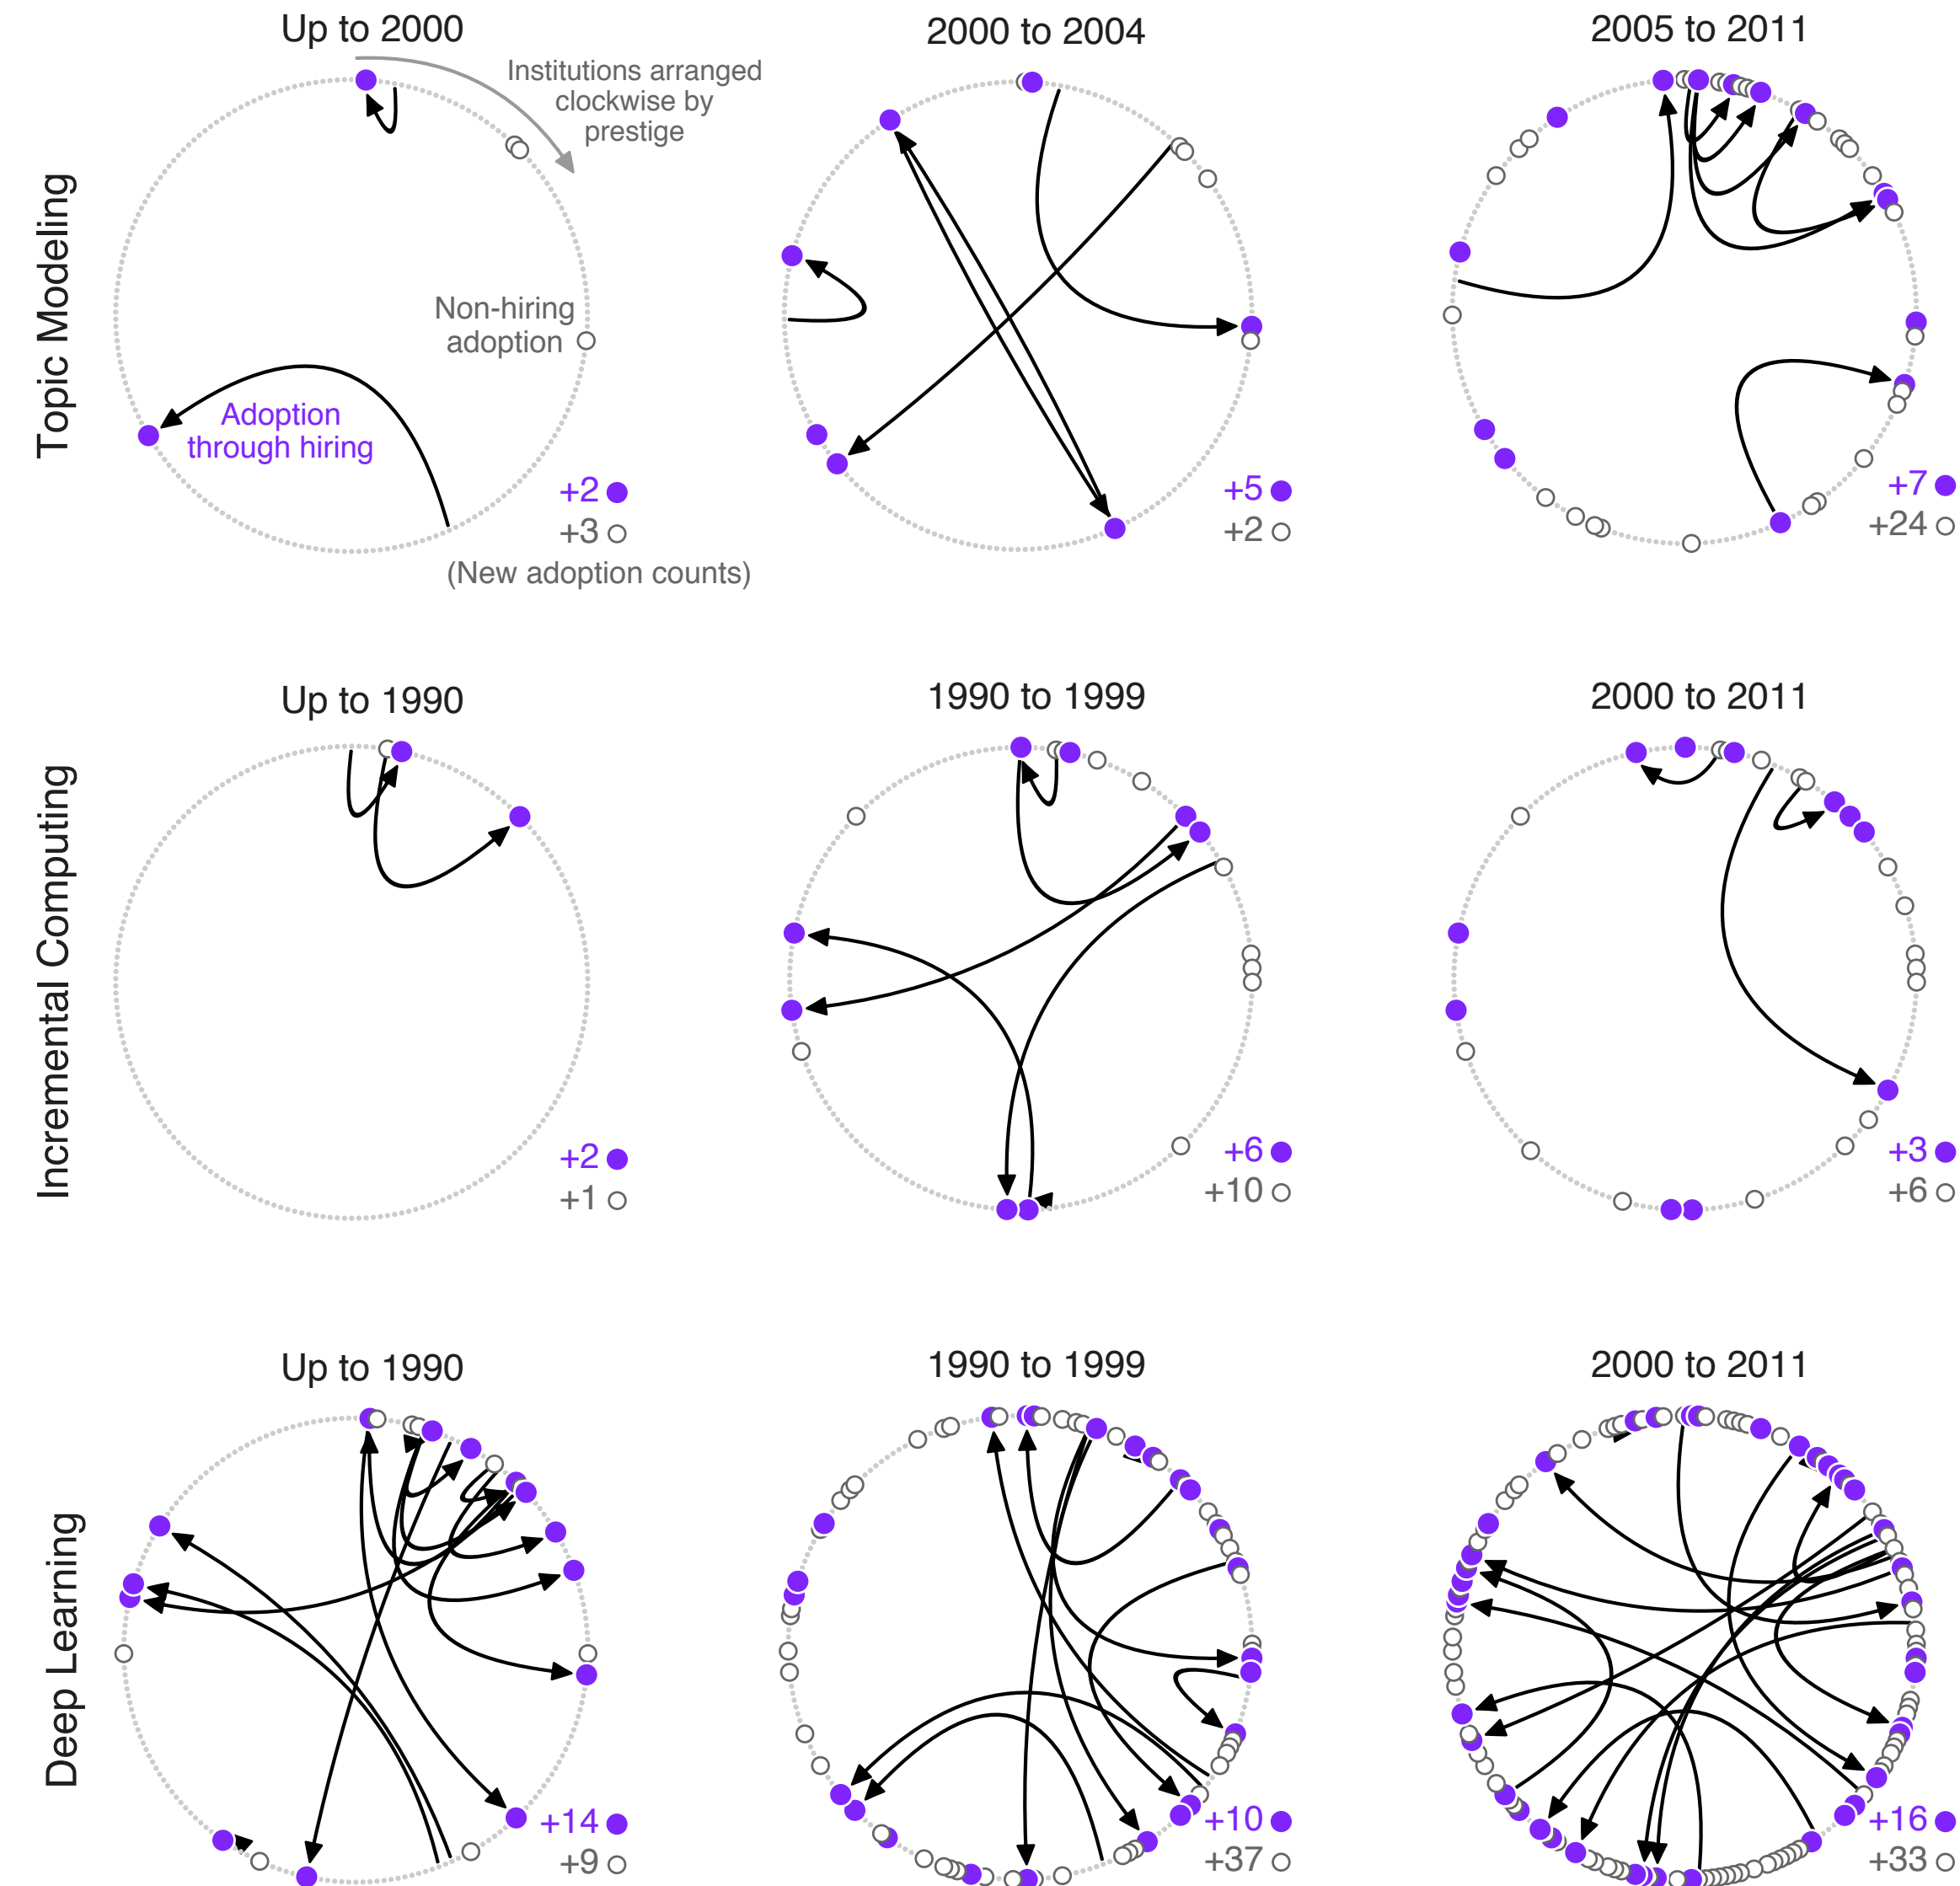 Up to 2000
2000 to 2004
2005 to 2011
Institutions arranged
clockwise by
prestige
Topic Modeling
Non-hiring
adoption
Adoption
through hiring
+2
+3
(New adoption counts)
+5
+2
+7
+24
Up to 1990
1990 to 1999
2000 to 2011
Incremental Computing
+2
+1
+6
+10
+3
+6
Up to 1990
1990 to 1999
2000 to 2011
Deep Learning
+14
+9
+10
+37
+16
+33